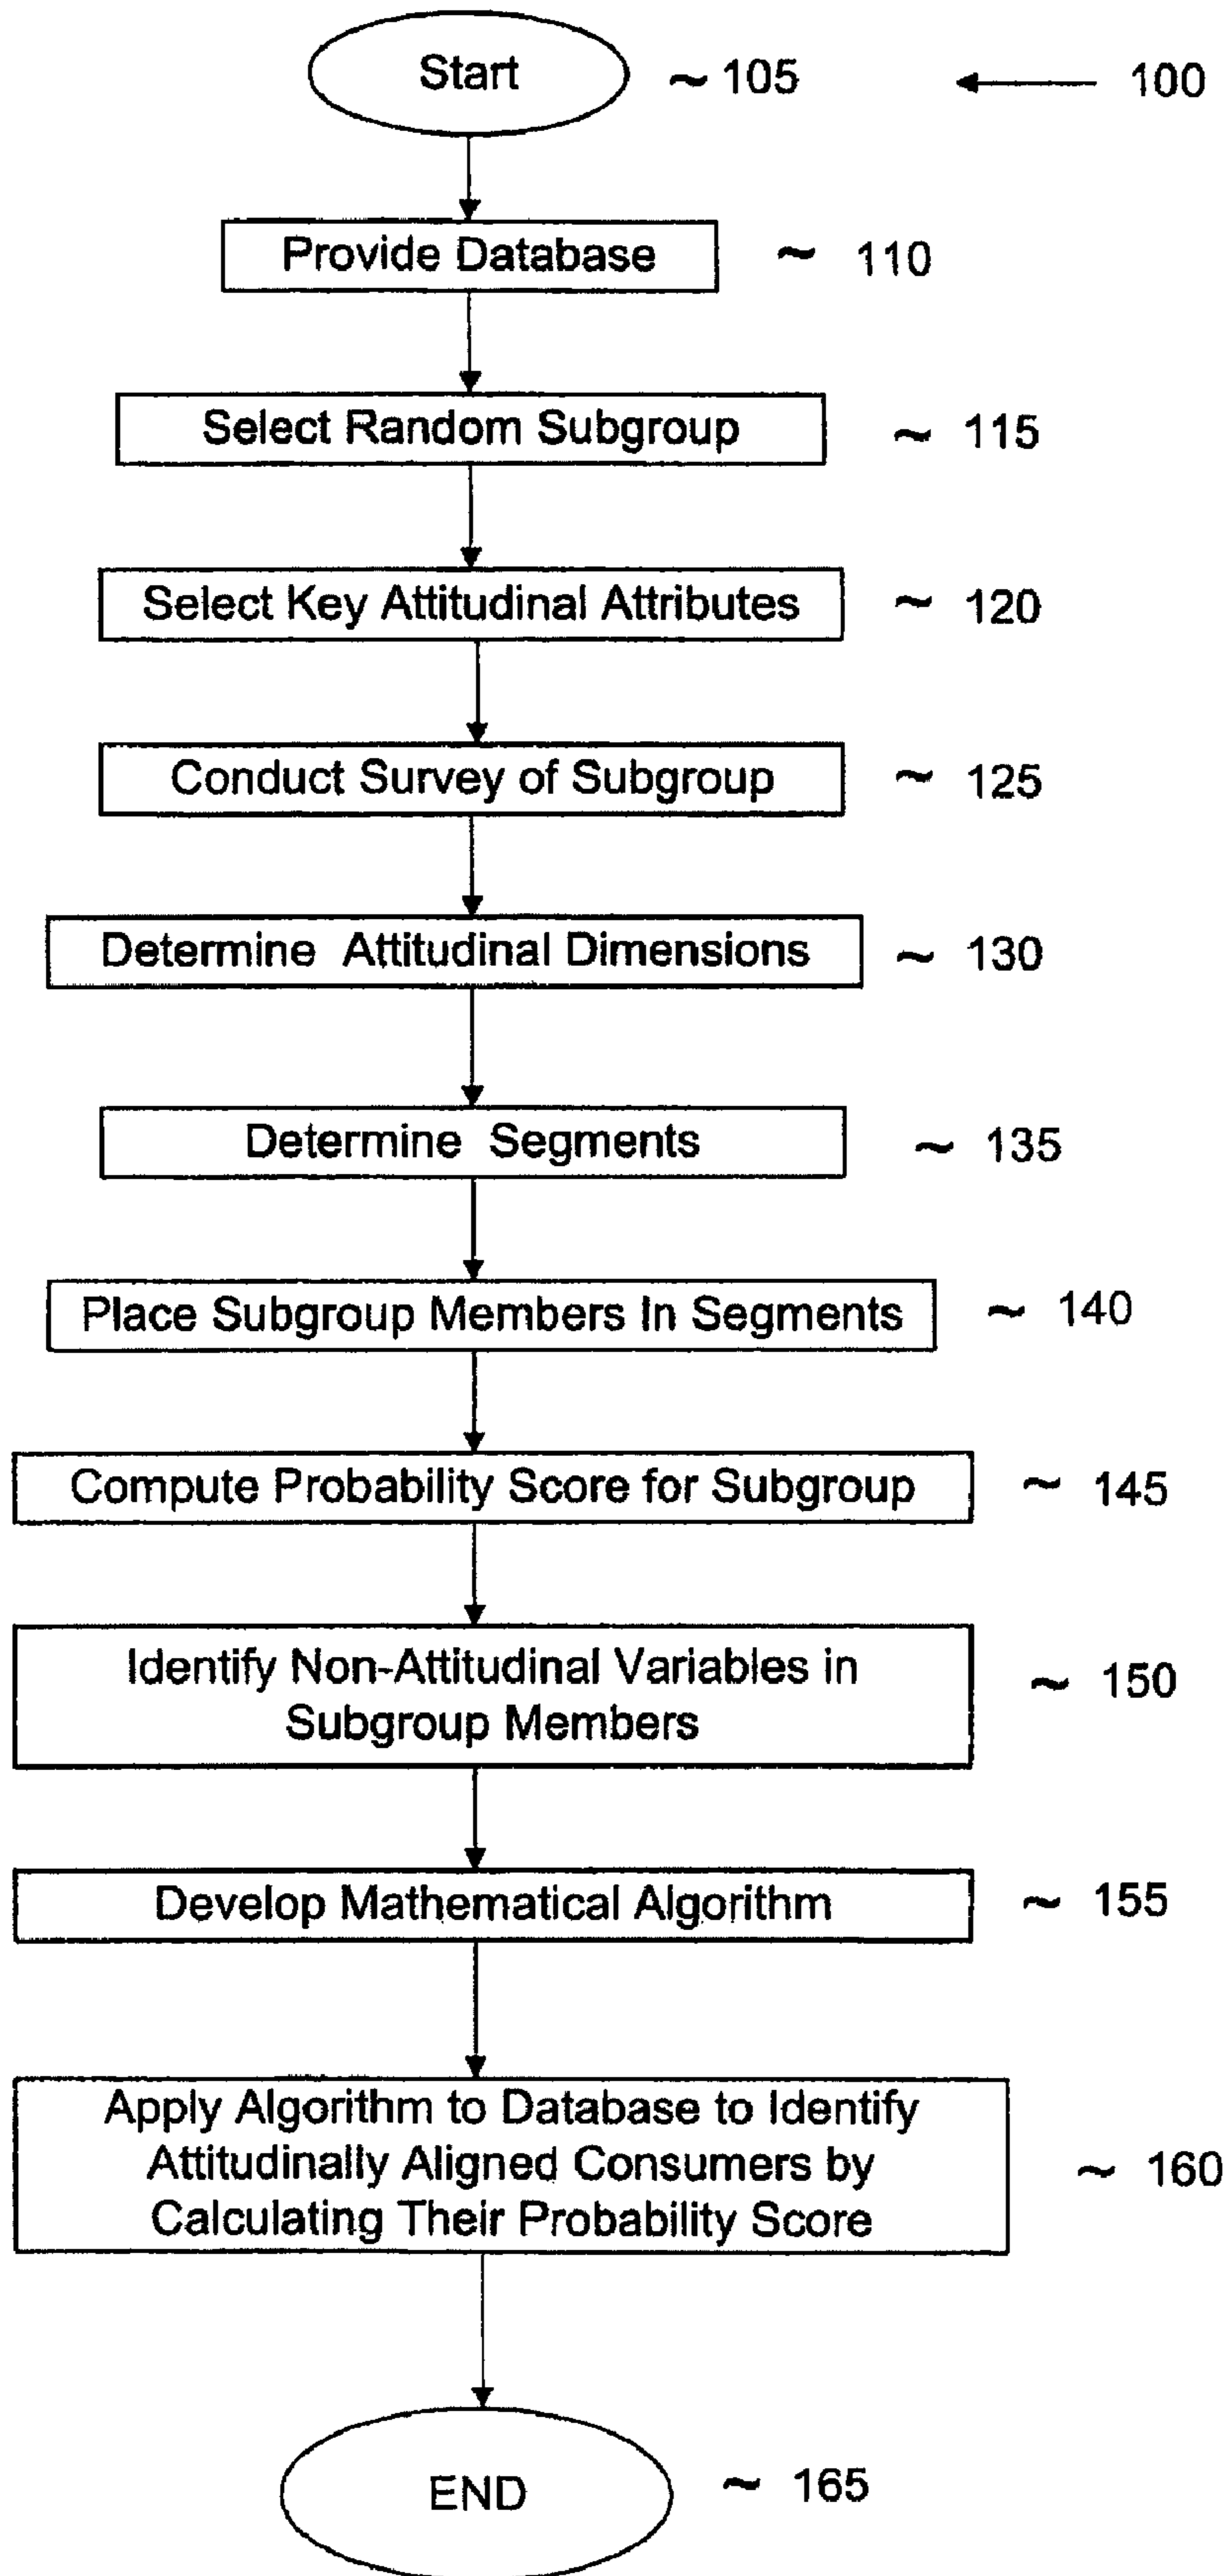 Start ~ 105 100
Provide Database ~ 110
Select Random Subgroup ~ 115
Select Key Attitudinal Attributes ~ 120
Conduct Survey of Subgroup ~ 125
Determine Attitudinal Dimensions ~ 130
Determine Segments ~ 135
Place Subgroup Members In Segments ~ 140
Compute Probability Score for Subgroup ~ 145
Identify Non-Attitudinal Variables in
Subgroup Members ~ 150
Develop Mathematical Algorithm ~ 155
Apply Algorithm to Database to Identify
Attitudinally Aligned Consumers by ~ 160
Calculating Their Probability Score
END ~ 165